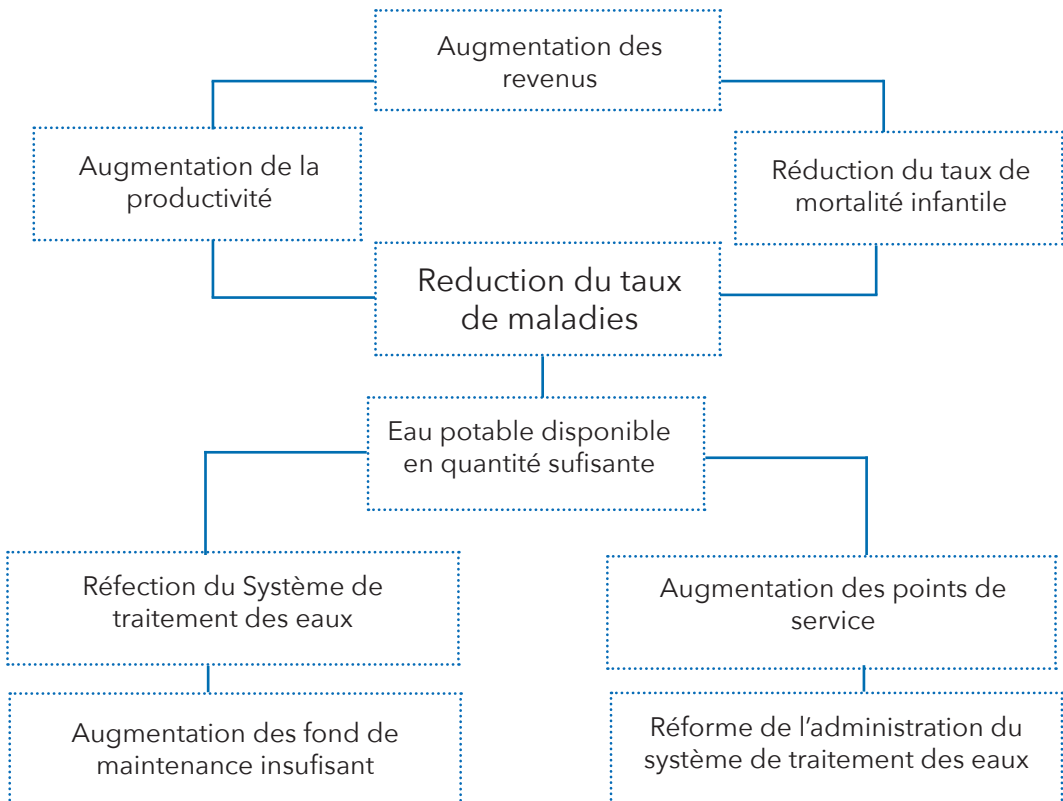 Augmentation des
revenus
Augmentation de la
productivité
Réduction du taux de
mortalité infantile
Reduction du taux
de maladies
Eau potable disponible
en quantité sufisante
Réfection du Système de
traitement des eaux
Augmentation des points de
service
Augmentation des fond de
maintenance insufisant
Réforme de l’administration du
système de traitement des eaux